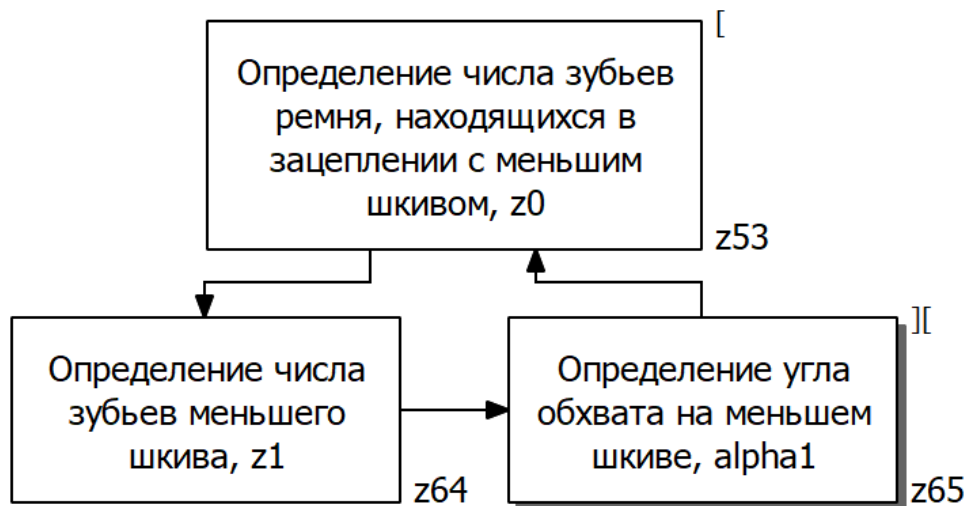 [
Определение числа зубьев
ремня, находящихся в
зацеплении с меньшим
шкивом, z0
z53
Определение числа
зубьев меньшего
шкива, z1
z64
][
Определение угла
обхвата на меньшем
шкиве, alpha1
z65